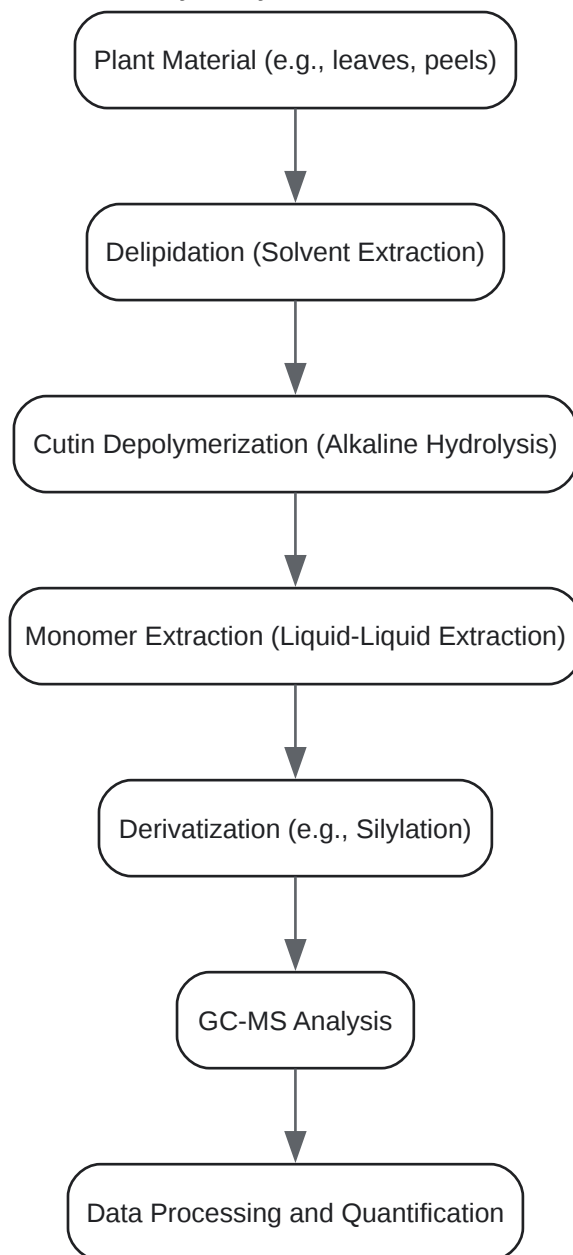 Plant Material (e.g., leaves, peels)
Delipidation (Solvent Extraction)
Cutin Depolymerization (Alkaline Hydrolysis)
Monomer Extraction (Liquid-Liquid Extraction)
Derivatization (e.g., Silylation)
GC-MS Analysis
Data Processing and Quantification